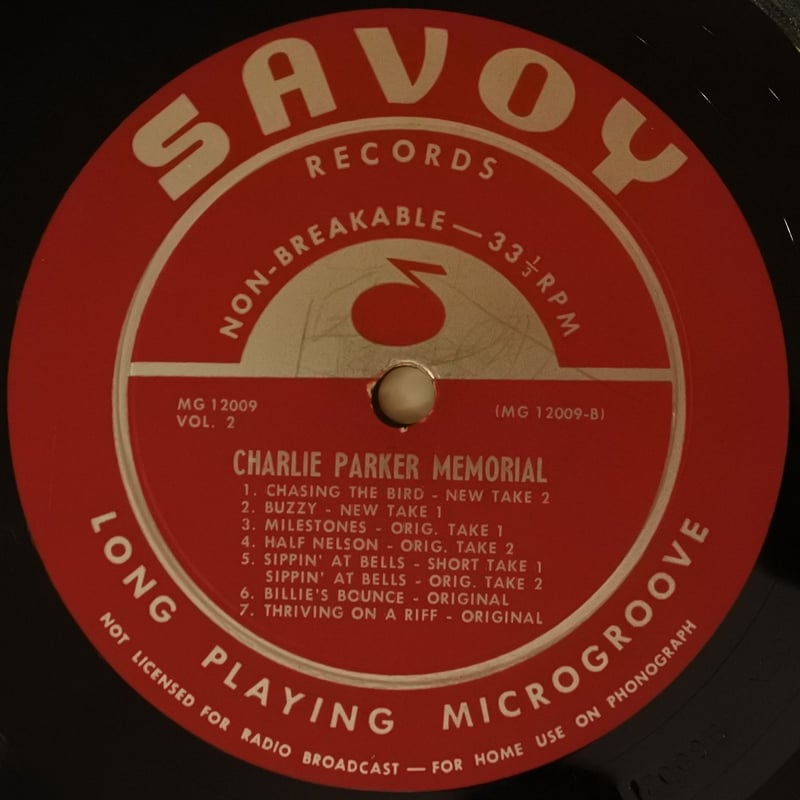 SAVOY
RECORDS
NON-BREAKABLE — 33 1/3 RPM
MG 12009
VOL. 2
(MG 12009-B)
CHARLIE PARKER MEMORIAL
1. CHASING THE BIRD - NEW TAKE 2
2. BUZZY - NEW TAKE 1
3. MILESTONES - ORIG. TAKE 1
4. HALF NELSON - ORIG. TAKE 2
5. SIPPIN' AT BELLS - SHORT TAKE 1
SIPPIN' AT BELLS - ORIG. TAKE 2
6. BILLIE'S BOUNCE - ORIGINAL
7. THRIVING ON A RIFF - ORIGINAL
LONG PLAYING MICROGROOVE
NOT LICENSED FOR RADIO BROADCAST — FOR HOME USE ON PHONOGRAPH